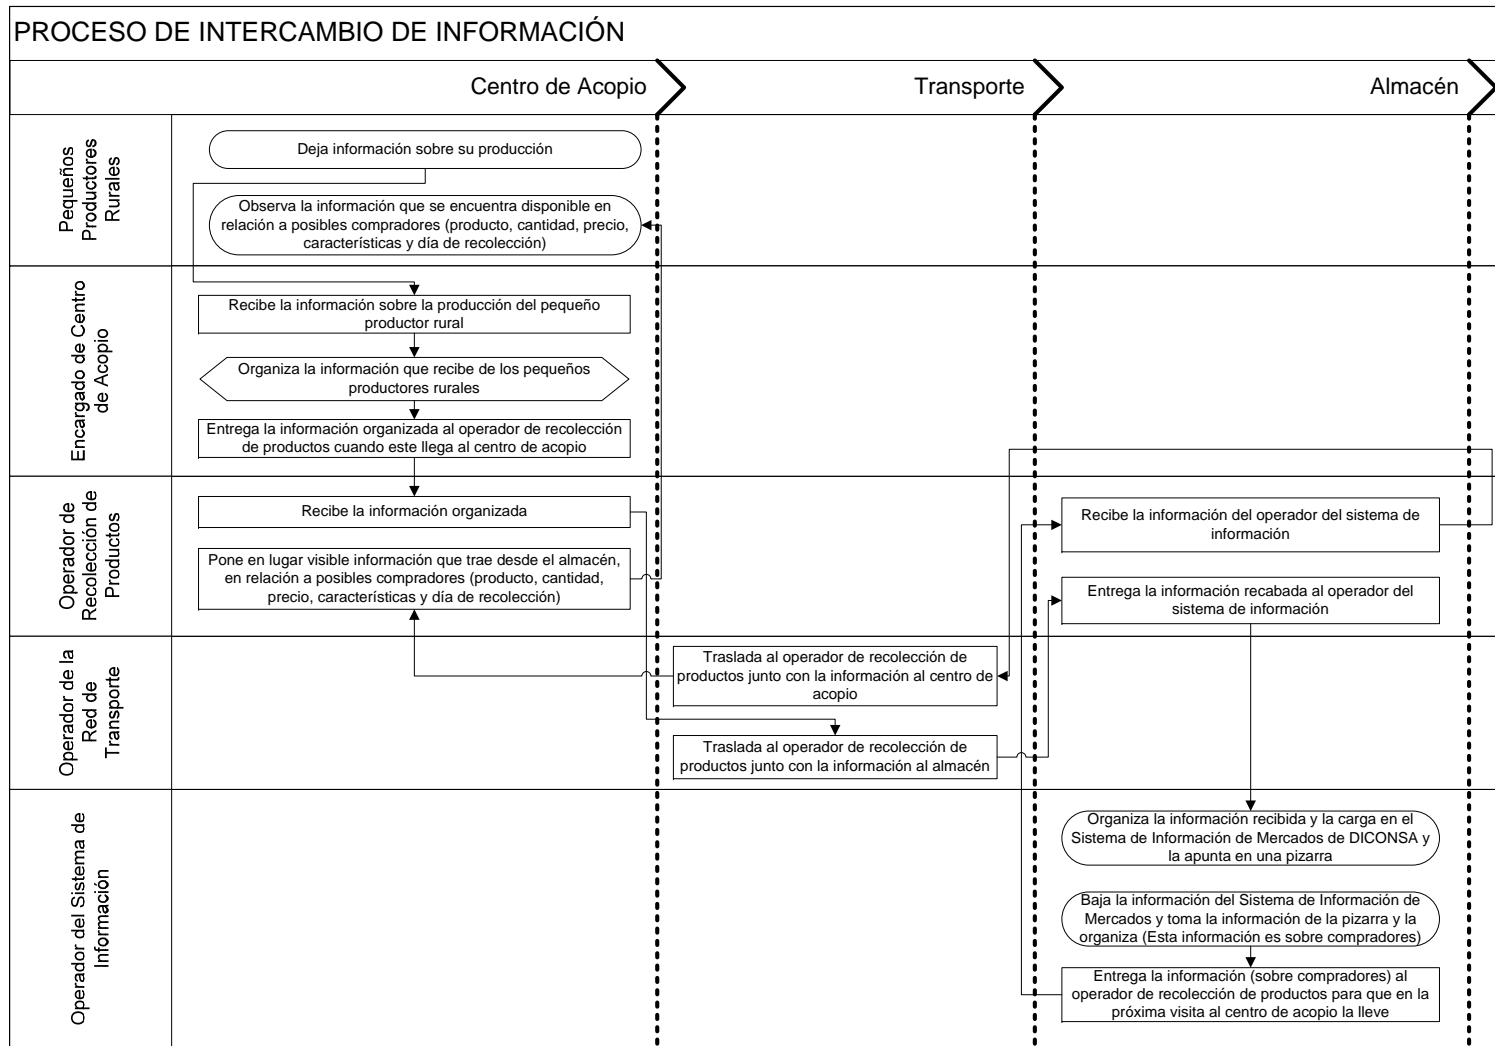 PROCESO DE INTERCAMBIO DE INFORMACIÓN
Centro de Acopio
Transporte
Almacén
Pequeños
Productores
Rurales
Deja información sobre su producción
Observa la información que se encuentra disponible en
relación a posibles compradores (producto, cantidad, precio,
características y día de recolección)
Encargado de Centro
de Acopio
Recibe la información sobre la producción del pequeño
productor rural
Organiza la información que recibe de los pequeños
productores rurales
Entrega la información organizada al operador de recolección
de productos cuando este llega al centro de acopio
Operador de
Recolección de
Productos
Recibe la información organizada
Pone en lugar visible información que trae desde el almacén,
en relación a posibles compradores (producto, cantidad,
precio, características y día de recolección)
Recibe la información del operador del sistema de
información
Entrega la información recabada al operador del
sistema de información
Operador de la
Red de
Transporte
Traslada al operador de recolección de
productos junto con la información al centro de
acopio
Traslada al operador de recolección de
productos junto con la información al almacén
Operador del Sistema de
Información
Organiza la información recibida y la carga en el
Sistema de Información de Mercados de DICONSA y
la apunta en una pizarra
Baja la información del Sistema de Información de
Mercados y toma la información de la pizarra y la
organiza (Esta información es sobre compradores)
Entrega la información (sobre compradores) al
operador de recolección de productos para que en la
próxima visita al centro de acopio la lleve